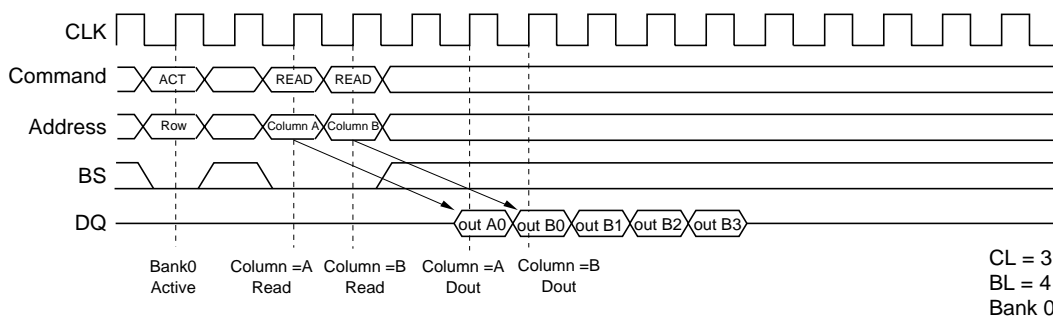 CLK
Command
ACT
READ
READ
Address
Row
Column A
Column B
BS
DQ
out A0
out B0
out B1
out B2
out B3
Bank0
Active
Column =A
Read
Column =B
Read
Column =A
Dout
Column =B
Dout
CL = 3
BL = 4
Bank 0